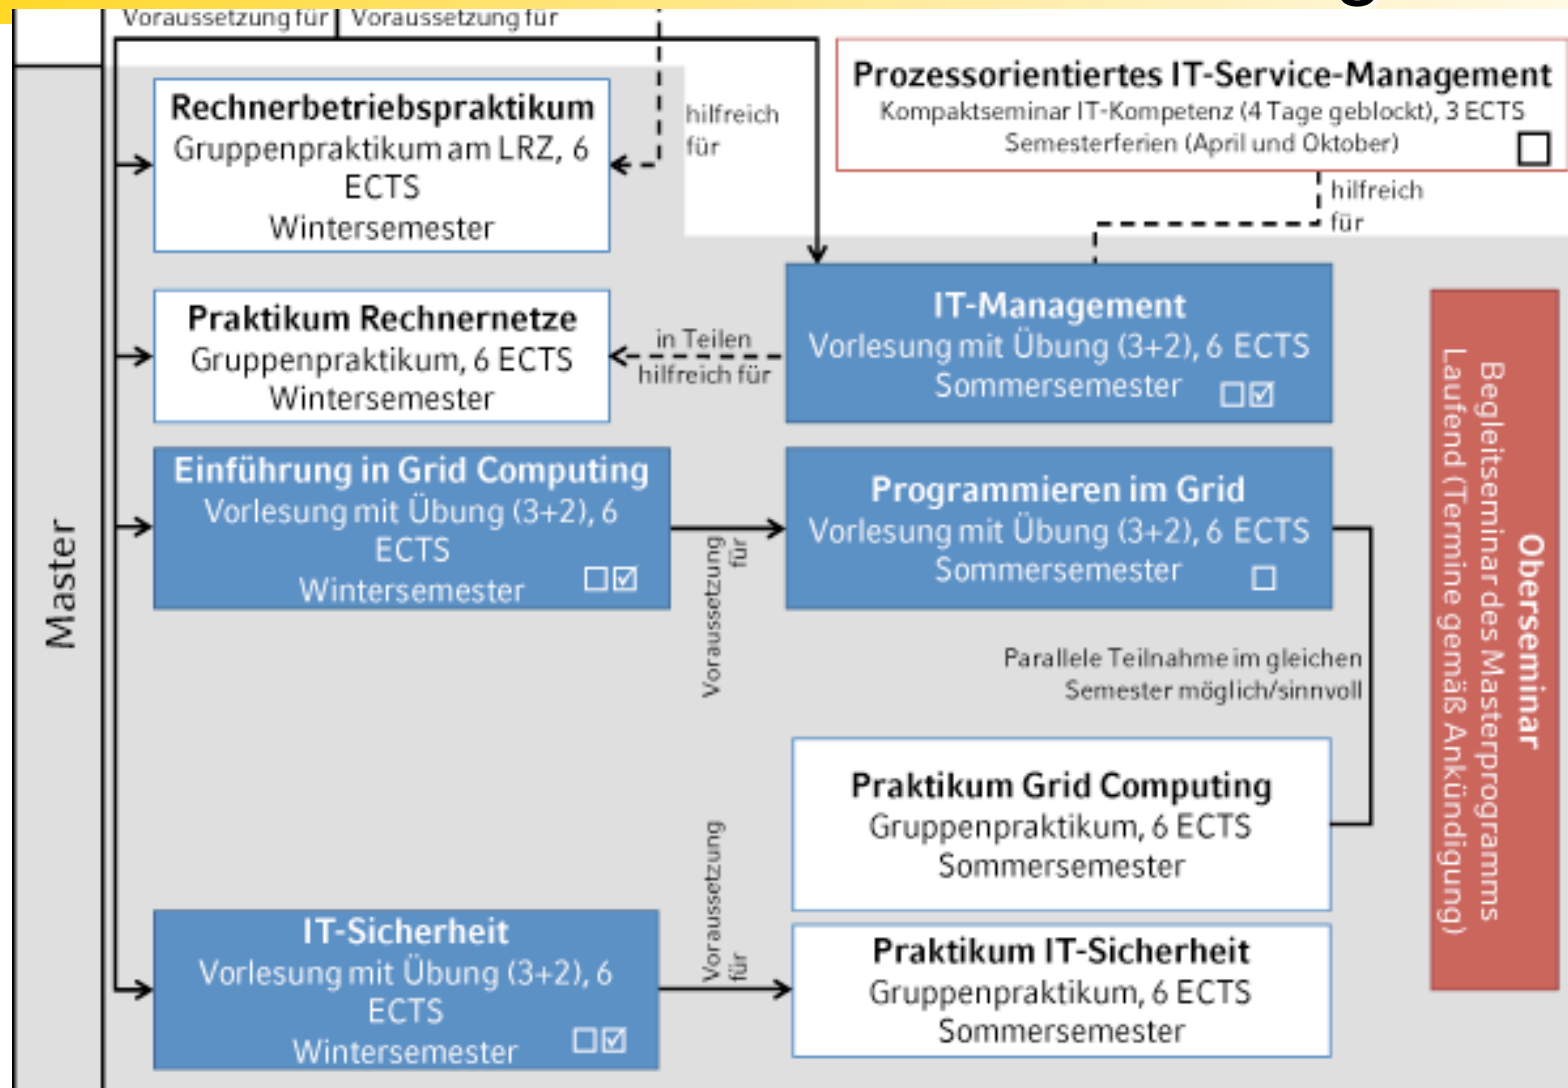 Voraussetzung für
Voraussetzung für
Prozessorientiertes IT-Service-Management
Kompaktseminar IT-Kompetenz (4 Tage geblockt), 3 ECTS
Semesterferien (April und Oktober)
Rechnerbetriebspraktikum
Gruppenpraktikum am LRZ, 6
ECTS
Wintersemester
hilfreich
für
hilfreich
für
Praktikum Rechnernetze
Gruppenpraktikum, 6 ECTS
Wintersemester
in Teilen
hilfreich für
IT-Management
Vorlesung mit Übung (3+2), 6 ECTS
Sommersemester
Master
Einführung in Grid Computing
Vorlesung mit Übung (3+2), 6
ECTS
Wintersemester
Voraussetzung
für
Programmieren im Grid
Vorlesung mit Übung (3+2), 6 ECTS
Sommersemester
Parallele Teilnahme im gleichen
Semester möglich/sinnvoll
Praktikum Grid Computing
Gruppenpraktikum, 6 ECTS
Sommersemester
IT-Sicherheit
Vorlesung mit Übung (3+2), 6
ECTS
Wintersemester
Voraussetzung
für
Praktikum IT-Sicherheit
Gruppenpraktikum, 6 ECTS
Sommersemester
Oberseminar
Begleitseminar des Masterprogramms
Laufend (Termine gemäß Ankündigung)